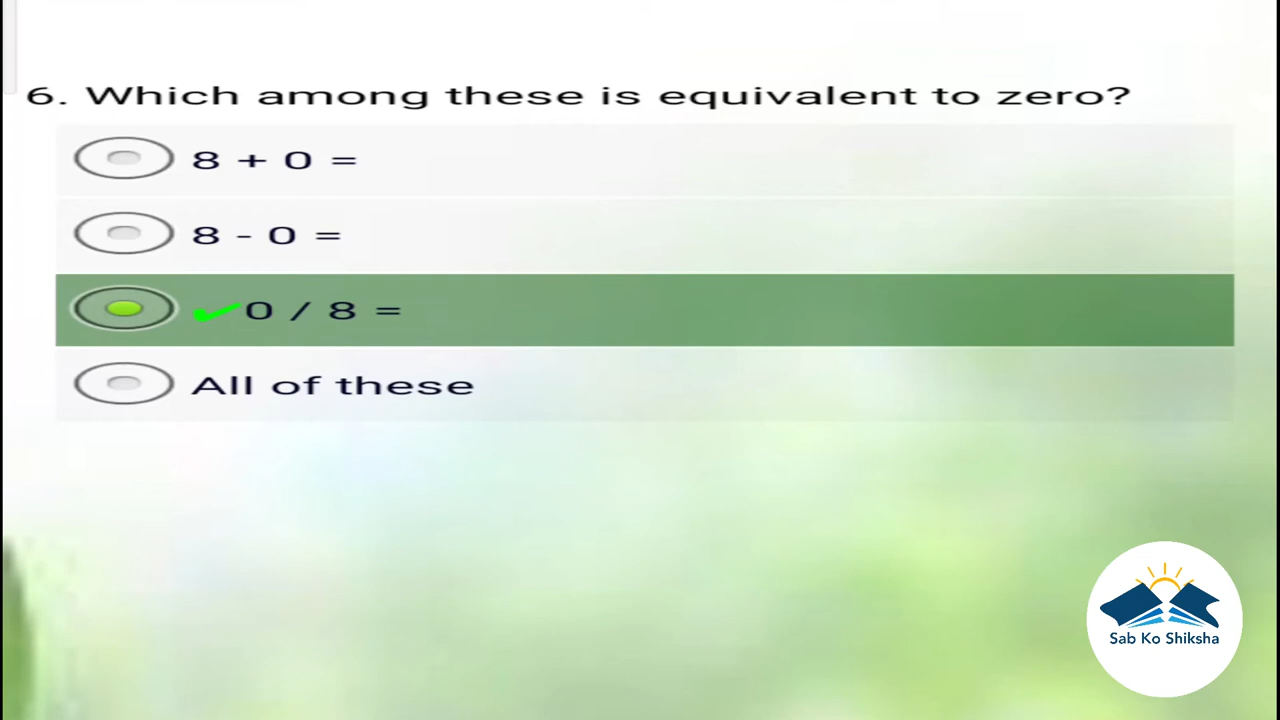 6. Which among these is equivalent to zero?
8 + 0 =
8 - 0 =
✔0 / 8 =
All of these
Sab Ko Shiksha